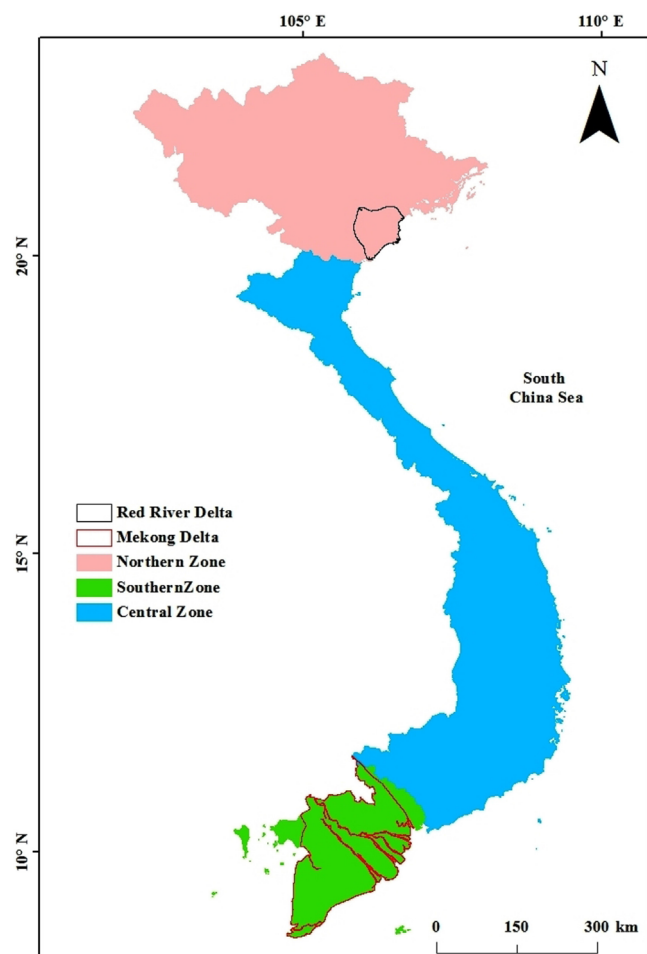 105° E
110° E
N
20° N
South
China Sea
Red River Delta
Mekong Delta
15° N
Northern Zone
SouthernZone
Central Zone
10° N
0 150 300 km